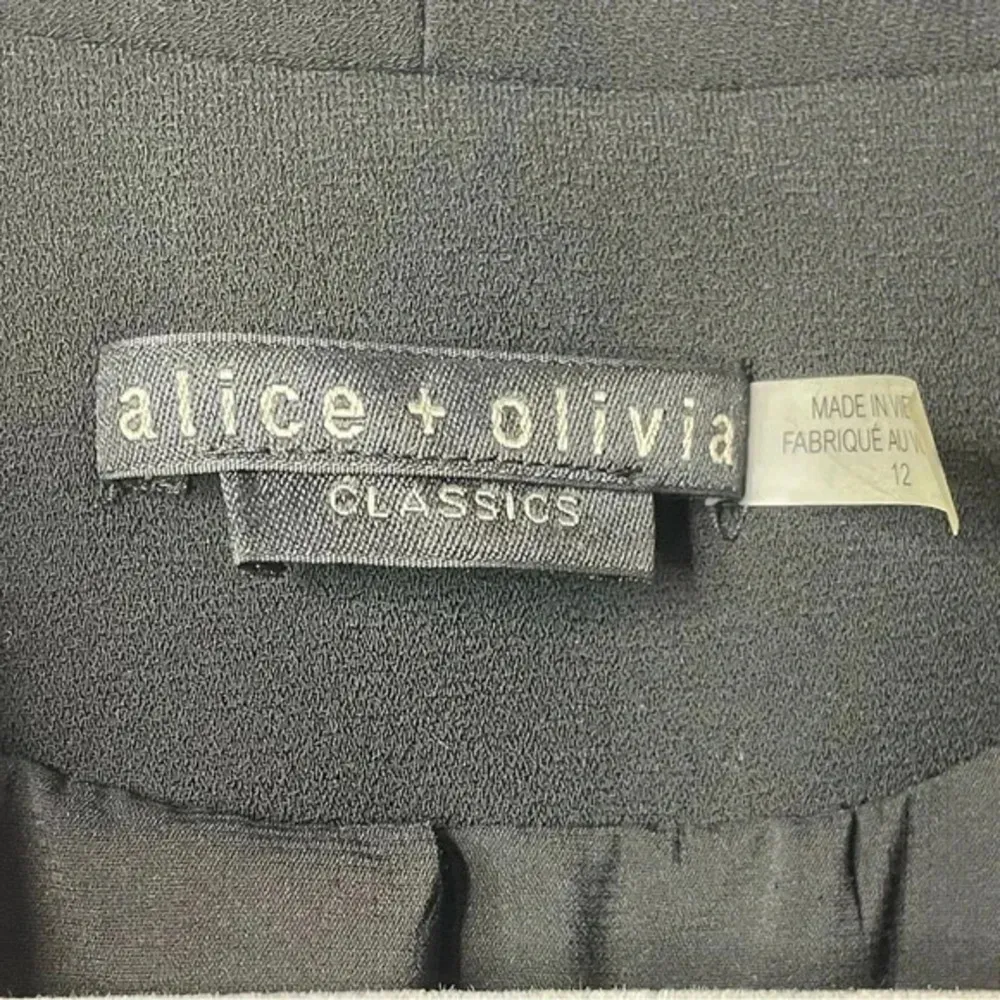 alice + olivia
CLASSICS
MADE IN VIE
FABRIQUÉ AU
12